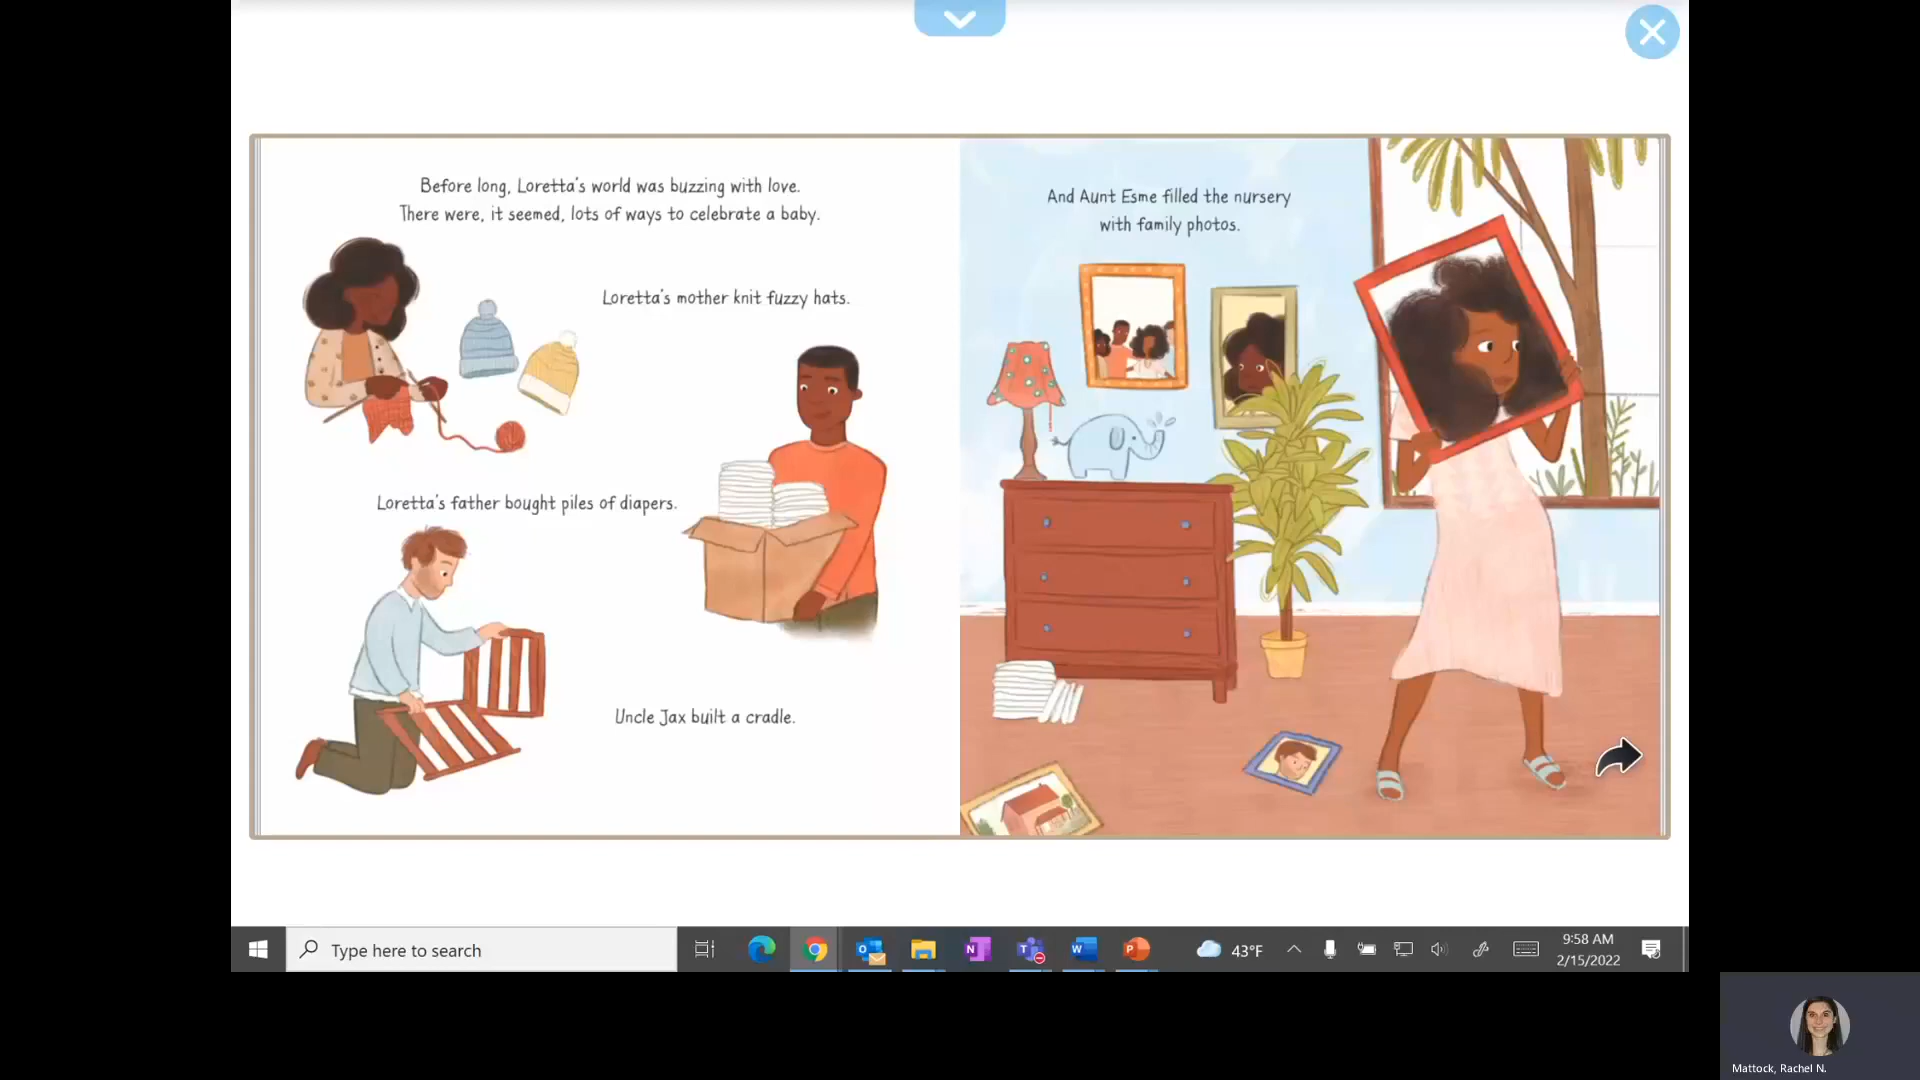 Before long, Loretta's world was buzzing with love.
There were, it seemed, lots of ways to celebrate a baby.
Loretta's mother knit fuzzy hats.
Loretta's father bought piles of diapers.
Uncle Jax built a cradle.
And Aunt Esme filled the nursery
with family photos.
Type here to search
43°F
9:58 AM
2/15/2022
Mattock, Rachel N.